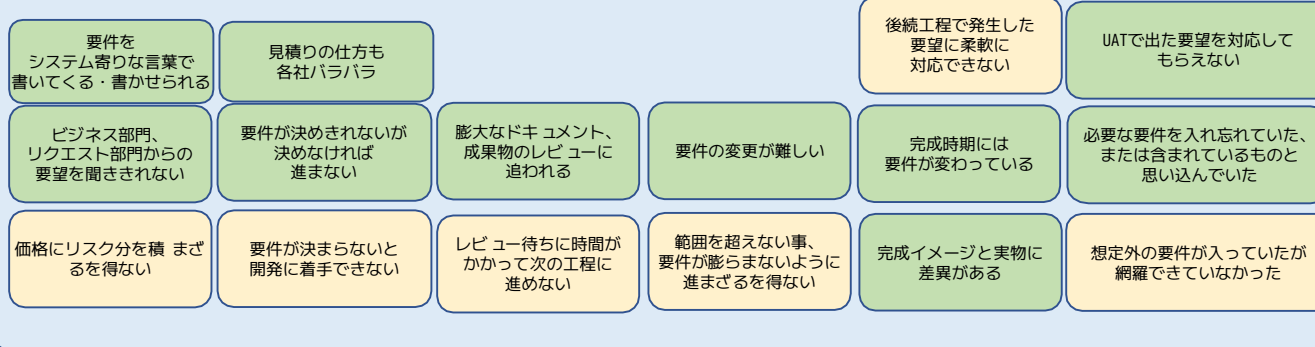 要件を
システム寄りな言葉で
書いてくる・書かせられる
見積りの仕方も
各社バラバラ
後続工程で発生した
要望に柔軟に
対応できない
UATで出た要望を対応して
もらえない
ビジネス部門、
リクエスト部門からの
要望を聞ききれない
要件が決めきれないが
決めなければ
進まない
膨大なドキュメント、
成果物のレビューに
追われる
要件の変更が難しい
完成時期には
要件が変わっている
必要な要件を入れ忘れていた、
または含まれているものと
思い込んでいた
価格にリスク分を積まざ
るを得ない
要件が決まらないと
開発に着手できない
レビュー待ちに時間が
かかって次の工程に
進めない
範囲を超えない事、
要件が膨らまないように
進まざるを得ない
完成イメージと実物に
差異がある
想定外の要件が入っていたが
網羅できていなかった